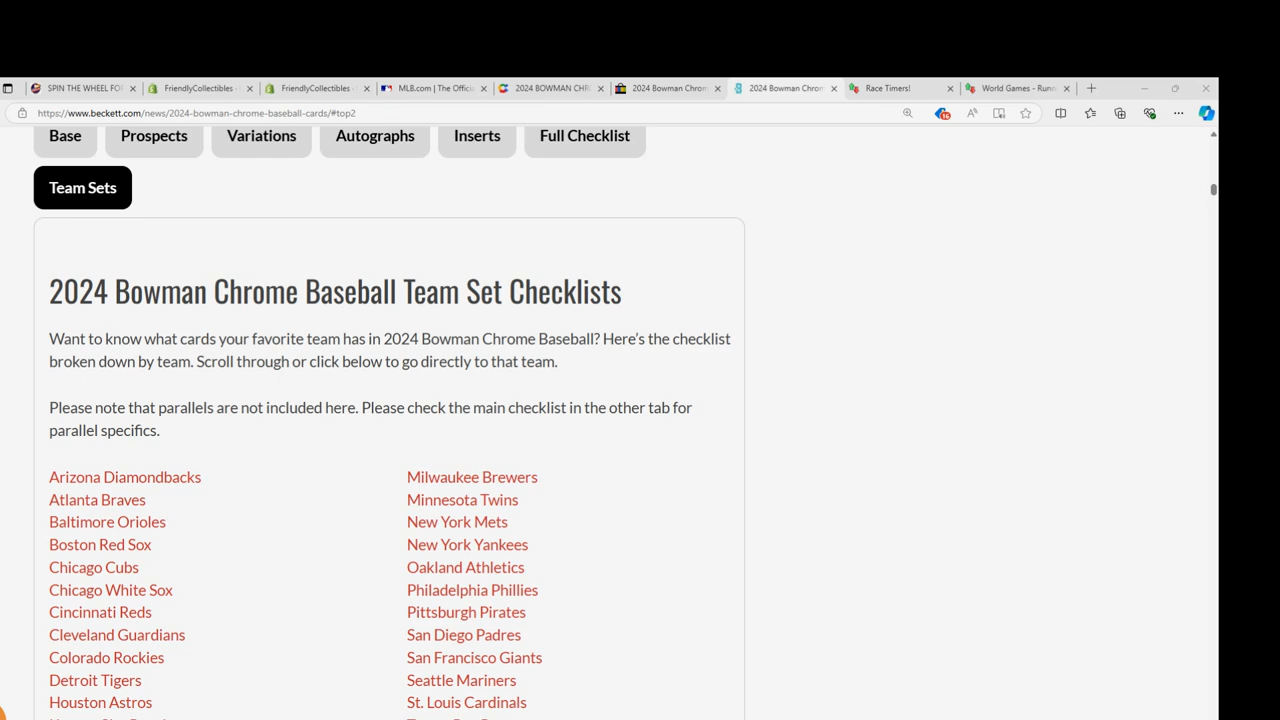 SPIN THE WHEEL FO
FriendlyCollectibles -
FriendlyCollectibles -
MLB.com | The Offici
2024 BOWMAN CHR
2024 Bowman Chrom
2024 Bowman Chrom
Race Timers!
World Games - Runn
https://www.beckett.com/news/2024-bowman-chrome-baseball-cards/#top2
16
Base
Prospects
Variations
Autographs
Inserts
Full Checklist
Team Sets
2024 Bowman Chrome Baseball Team Set Checklists
Want to know what cards your favorite team has in 2024 Bowman Chrome Baseball? Here's the checklist
broken down by team. Scroll through or click below to go directly to that team.
Please note that parallels are not included here. Please check the main checklist in the other tab for
parallel specifics.
Arizona Diamondbacks
Atlanta Braves
Baltimore Orioles
Boston Red Sox
Chicago Cubs
Chicago White Sox
Cincinnati Reds
Cleveland Guardians
Colorado Rockies
Detroit Tigers
Houston Astros
Milwaukee Brewers
Minnesota Twins
New York Mets
New York Yankees
Oakland Athletics
Philadelphia Phillies
Pittsburgh Pirates
San Diego Padres
San Francisco Giants
Seattle Mariners
St. Louis Cardinals